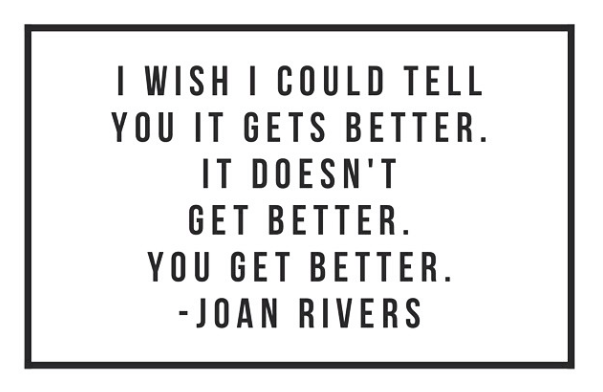 I WISH I COULD TELL
YOU IT GETS BETTER.
IT DOESN'T
GET BETTER.
YOU GET BETTER.
-JOAN RIVERS